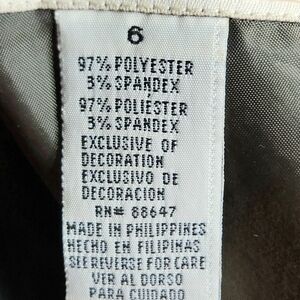 6
97% POLYESTER
3% SPANDEX
97% POLIESTER
3% SPANDEX
EXCLUSIVE OF
DECORATION
EXCLUSIVO DE
DECORACION
RN# 88647
MADE IN PHILIPPINES
HECHO EN FILIPINAS
SEE REVERSE FOR CARE
VER AL DORSO
PARA CUIDADO